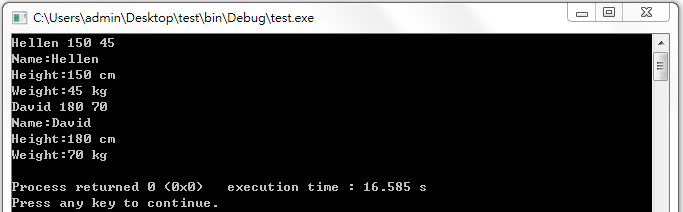 C:\Users\admin\Desktop\test\bin\Debug\test.exe
Hellen 150 45
Name:Hellen
Height:150 cm
Weight:45 kg
David 180 70
Name:David
Height:180 cm
Weight:70 kg
Process returned 0 (0x0)   execution time : 16.585 s
Press any key to continue.